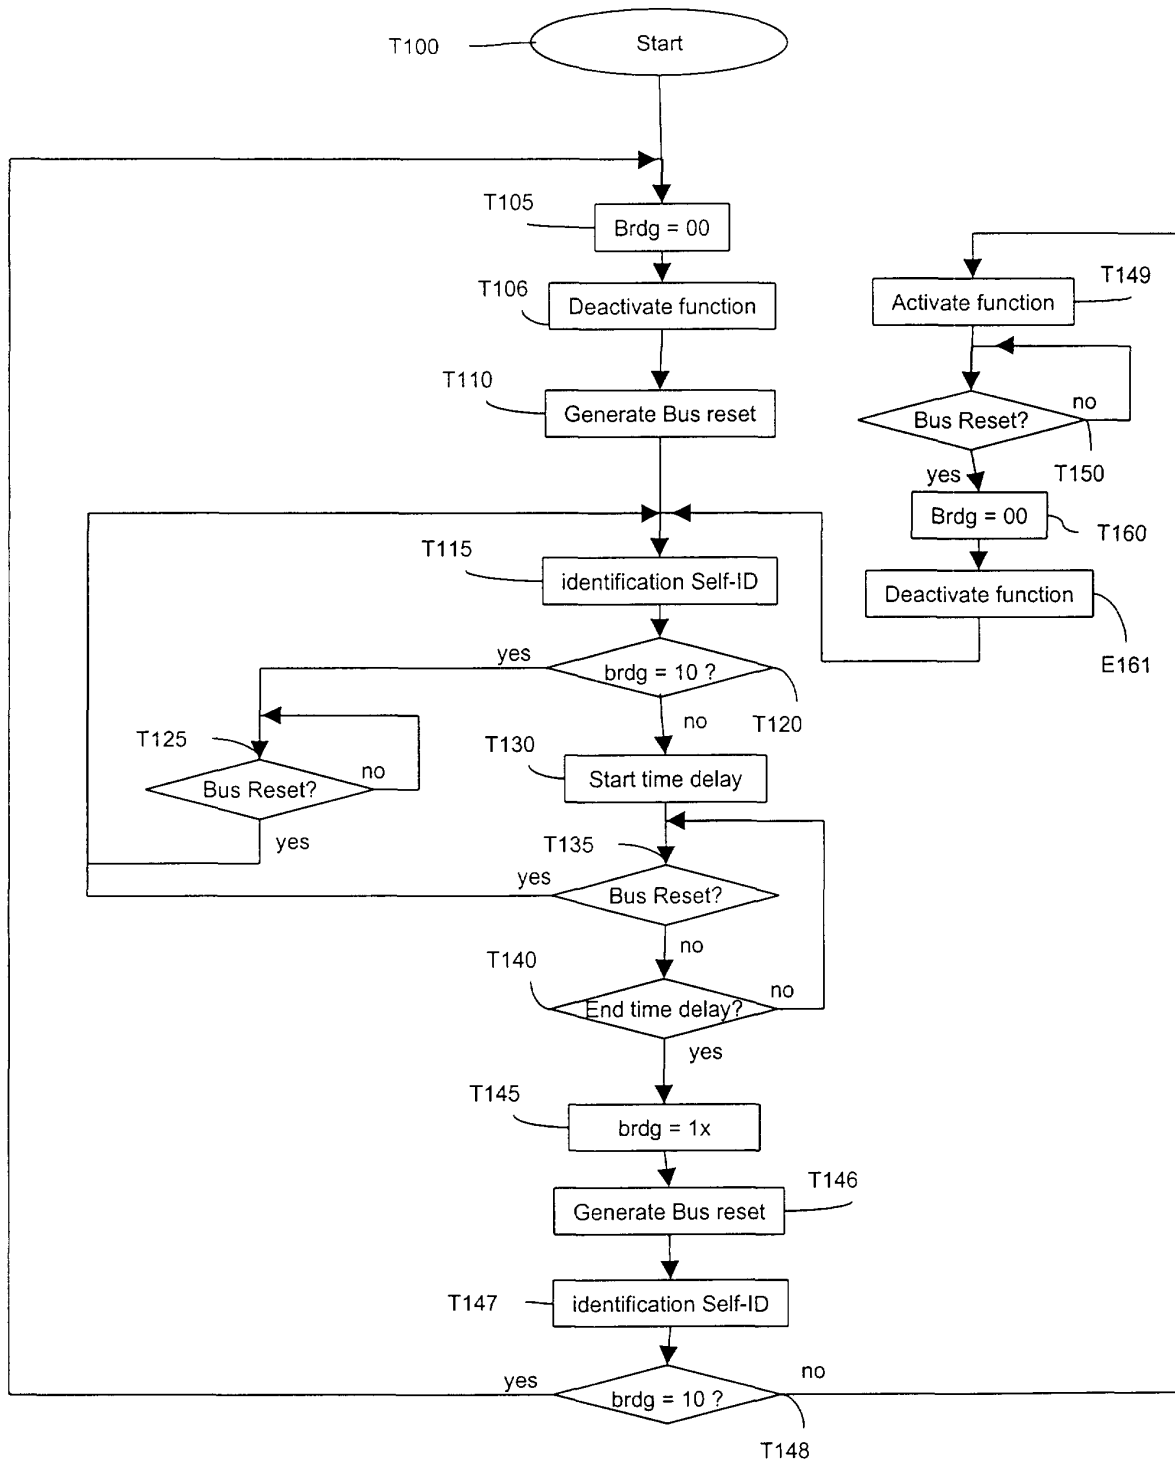 T100
Start
T105
Brdg = 00
T106
Deactivate function
T149
Activate function
T110
Generate Bus reset
Bus Reset?
no
T150
yes
Brdg = 00
T160
T115
identification Self-ID
Deactivate function
E161
yes
brdg = 10 ?
T120
no
T125
Bus Reset?
no
yes
T130
Start time delay
T135
yes
Bus Reset?
no
T140
End time delay?
no
yes
T145
brdg = 1x
T146
Generate Bus reset
T147
identification Self-ID
yes
brdg = 10 ?
no
T148